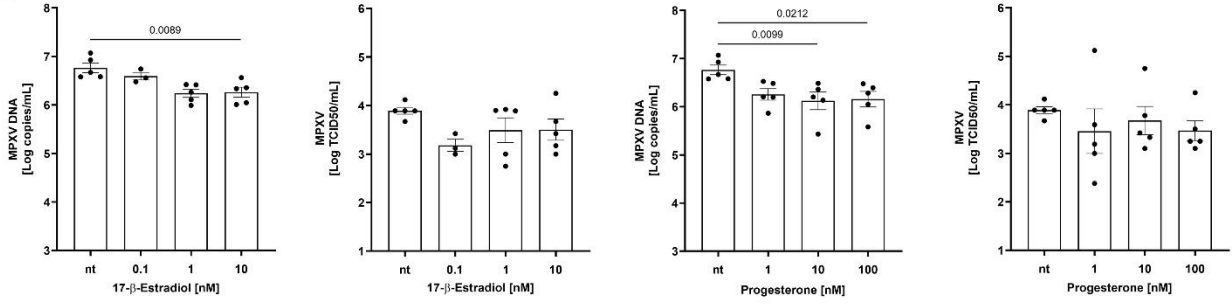 0.0089
7
6
5
4
3
MPXV DNA
[Log copies/mL]
nt 0.1 1 10
17-β-Estradiol [nM]
6
5
4
3
2
1
MPXV
[Log TCID50/mL]
nt 0.1 1 10
17-β-Estradiol [nM]
0.0212
0.0099
8
7
6
5
4
3
MPXV DNA
[Log copies/mL]
nt 1 10 100
Progesterone [nM]
6
5
4
3
2
1
MPXV
[Log TCID50/mL]
nt 1 10 100
Progesterone [nM]